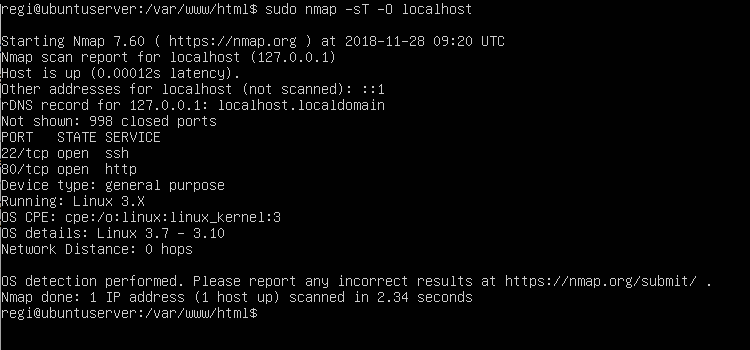 regi@ubuntuserver:/var/www/html$ sudo nmap -sT -O localhost
Starting Nmap 7.60 ( https://nmap.org ) at 2018-11-28 09:20 UTC
Nmap scan report for localhost (127.0.0.1)
Host is up (0.00012s latency).
Other addresses for localhost (not scanned): ::1
rDNS record for 127.0.0.1: localhost.localdomain
Not shown: 998 closed ports
PORT   STATE SERVICE
22/tcp open  ssh
80/tcp open  http
Device type: general purpose
Running: Linux 3.X
OS CPE: cpe:/o:linux:linux_kernel:3
OS details: Linux 3.7 - 3.10
Network Distance: 0 hops
OS detection performed. Please report any incorrect results at https://nmap.org/submit/ .
Nmap done: 1 IP address (1 host up) scanned in 2.34 seconds
regi@ubuntuserver:/var/www/html$